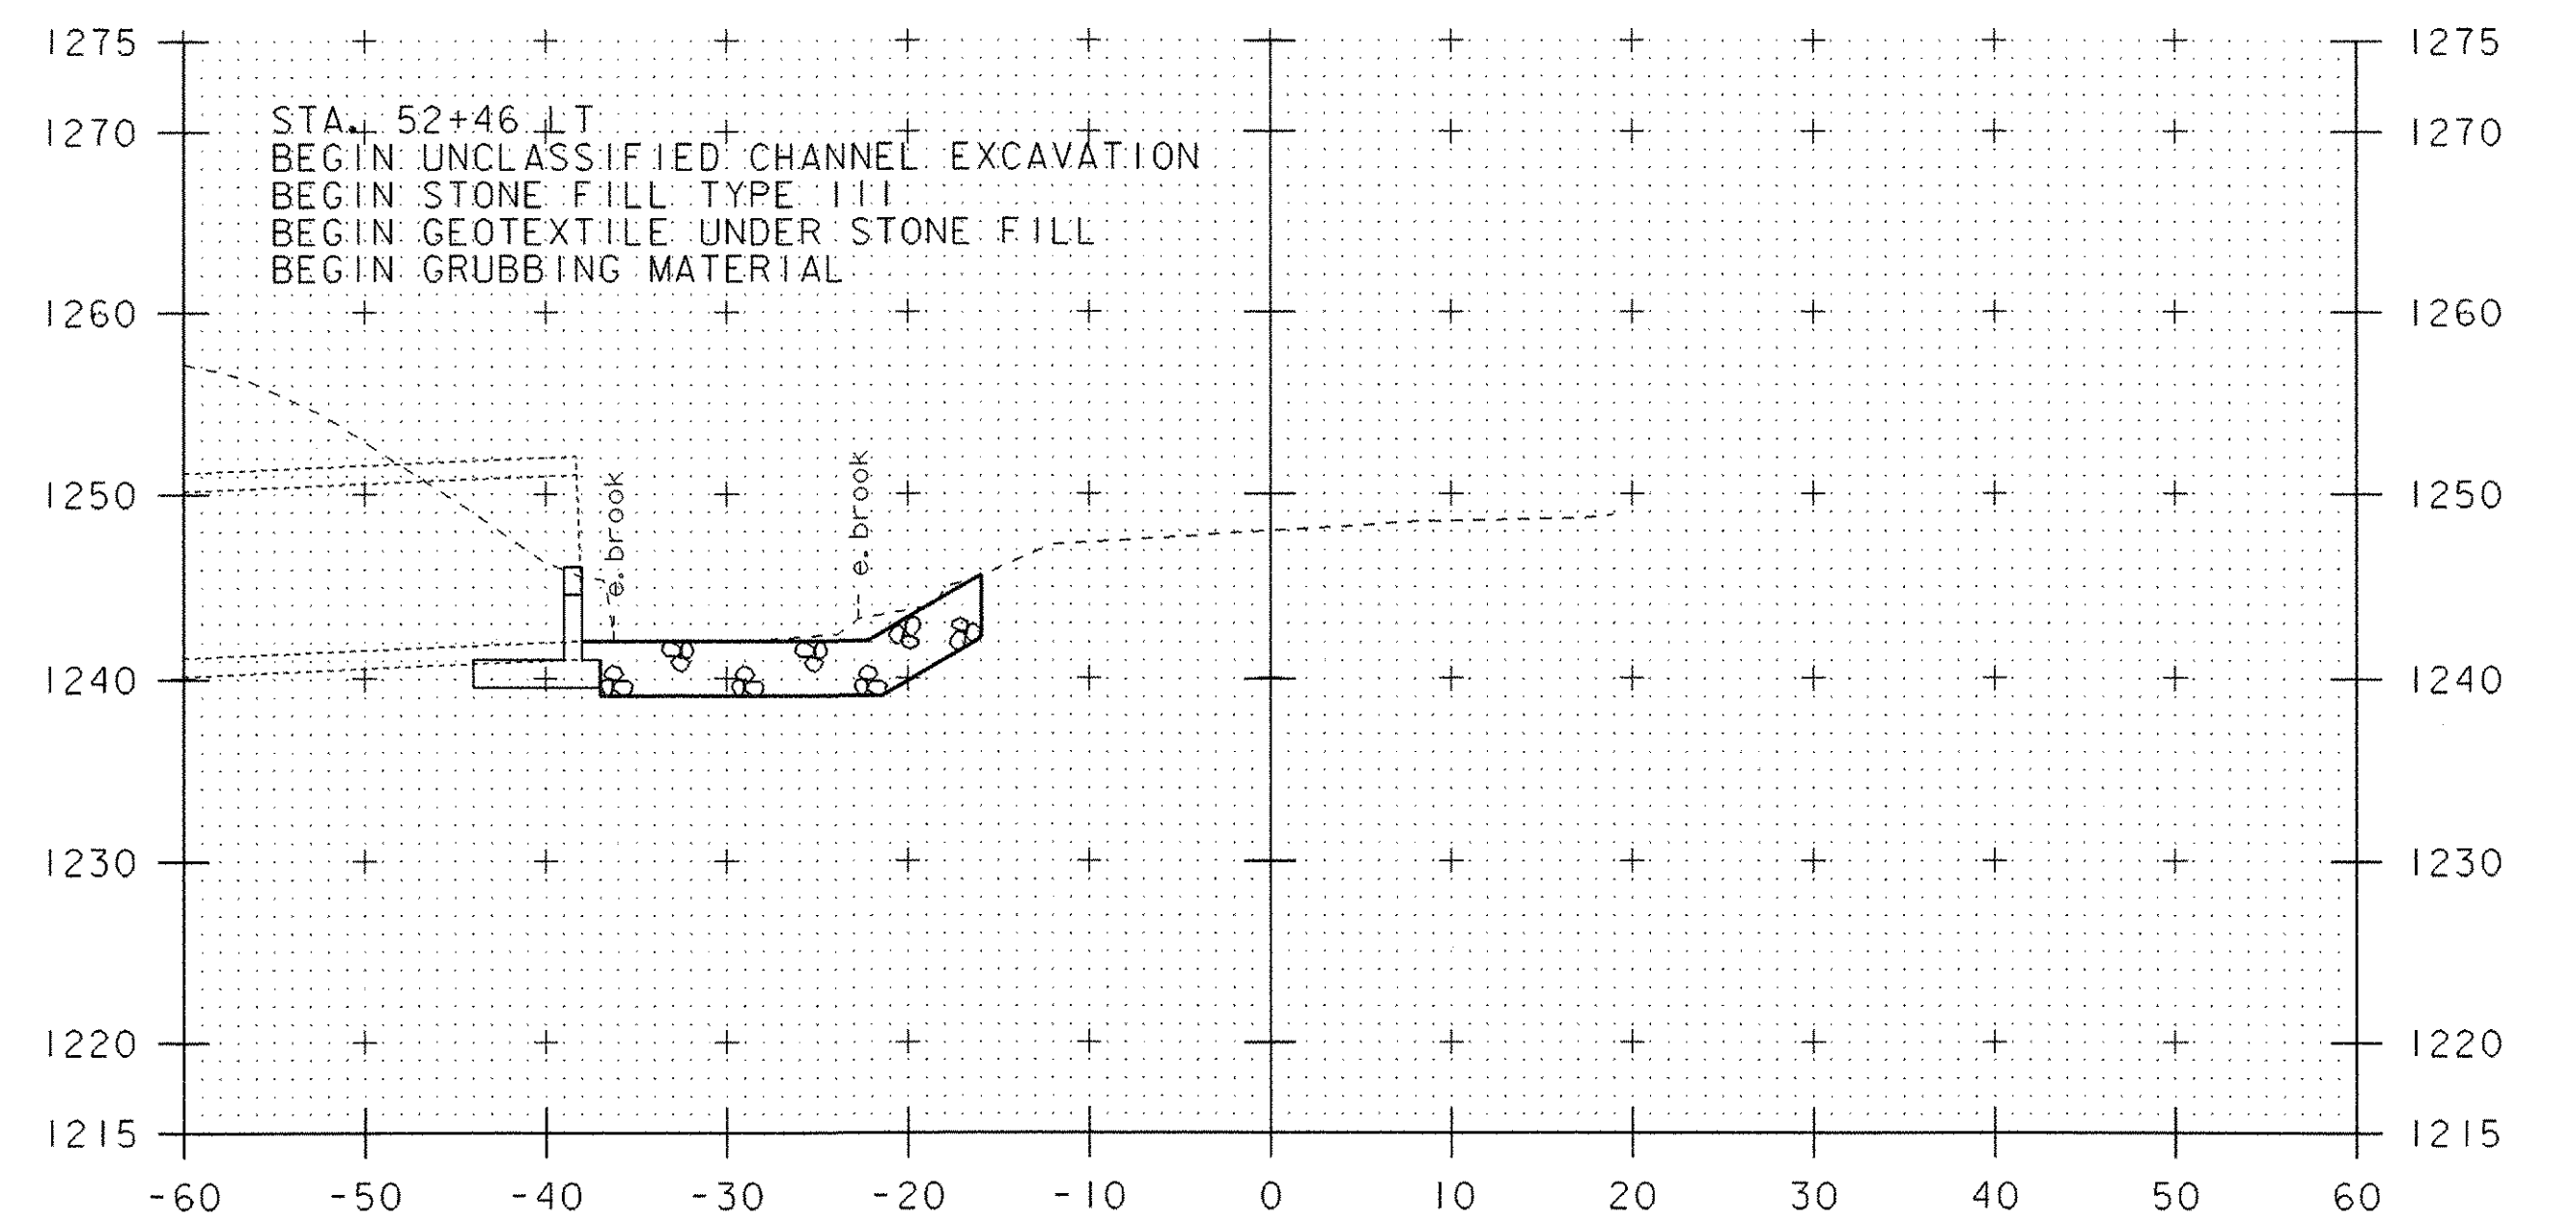 1275 1275
STA. 52+46 LT
1270 1270
BEGIN UNCLASSIFIED CHANNEL EXCAVATION
BEGIN STONE FILL TYPE III
BEGIN GEOTEXTILE UNDER STONE FILL
BEGIN GRUBBING MATERIAL
1260 1260
e.brook
e.brook
1250 1250
1240 1240
1230 1230
1220 1220
1215 1215
-60 -50 -40 -30 -20 -10 0 10 20 30 40 50 60